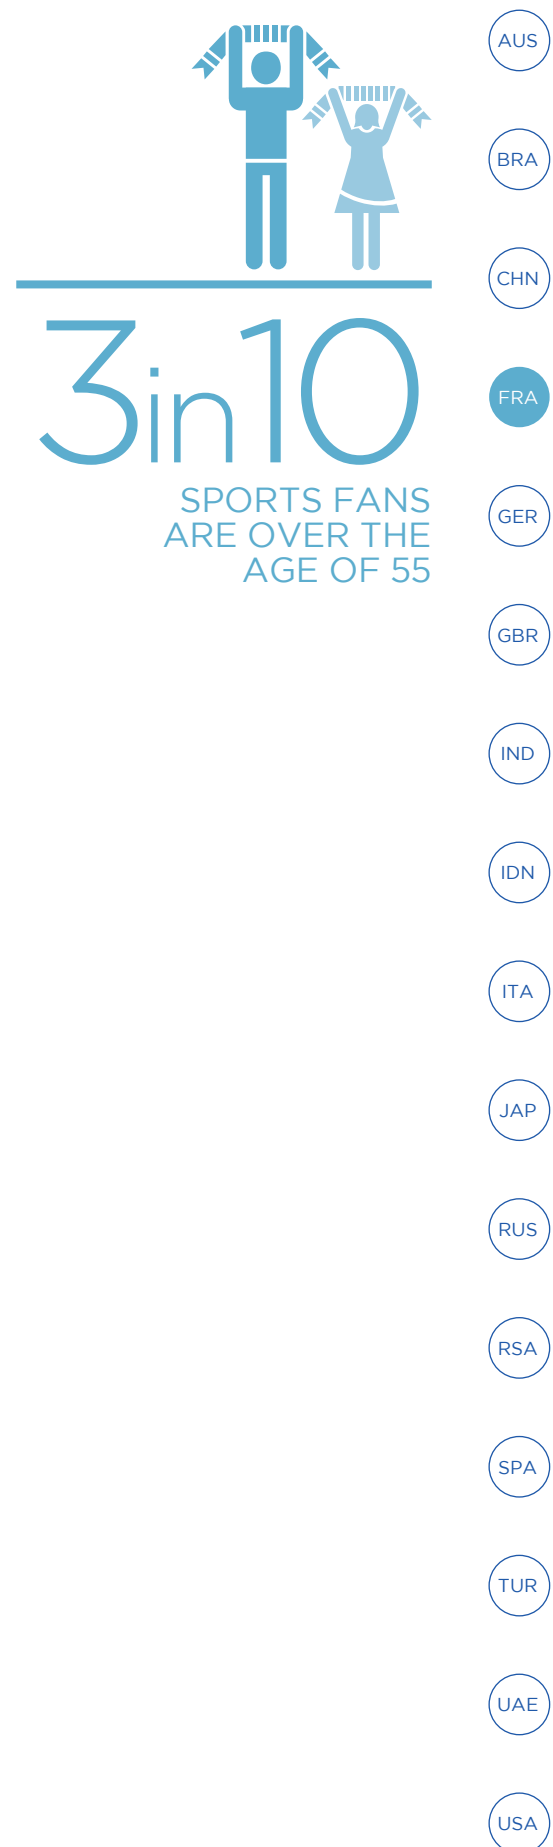 3in10
SPORTS FANS
ARE OVER THE
AGE OF 55
AUS
BRA
CHN
FRA
GER
GBR
IND
IDN
ITA
JAP
RUS
RSA
SPA
TUR
UAE
USA